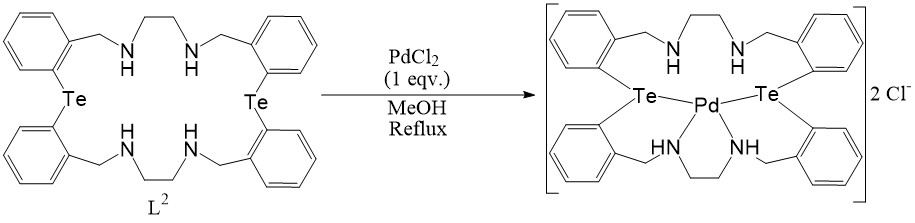 N H
N H
Te
Te
H N
H N
L²
PdCl₂
(1 eqv.)
MeOH
Reflux
N H
N H
Te
Pd
Te
HN
NH
2 Cl⁻